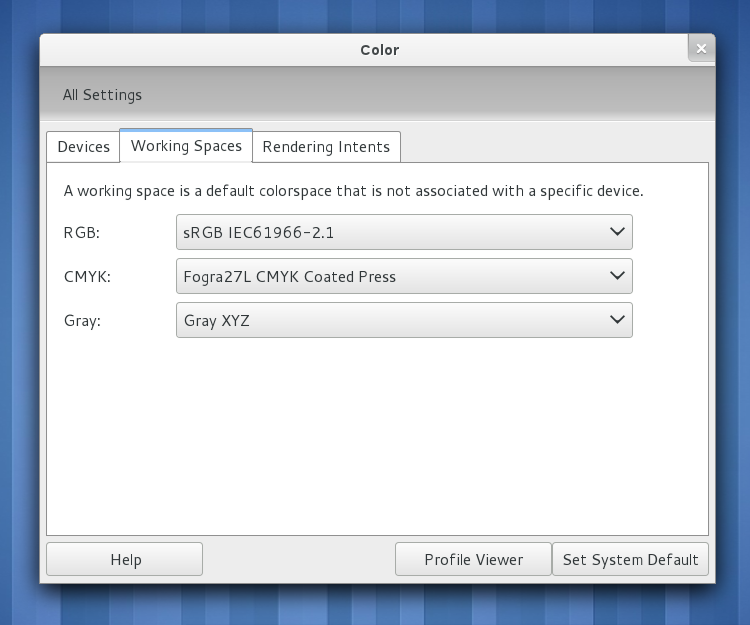 Color
All Settings
Devices Working Spaces Rendering Intents
A working space is a default colorspace that is not associated with a specific device.
RGB: sRGB IEC61966-2.1
CMYK: Fogra27L CMYK Coated Press
Gray: Gray XYZ
Help Profile Viewer Set System Default